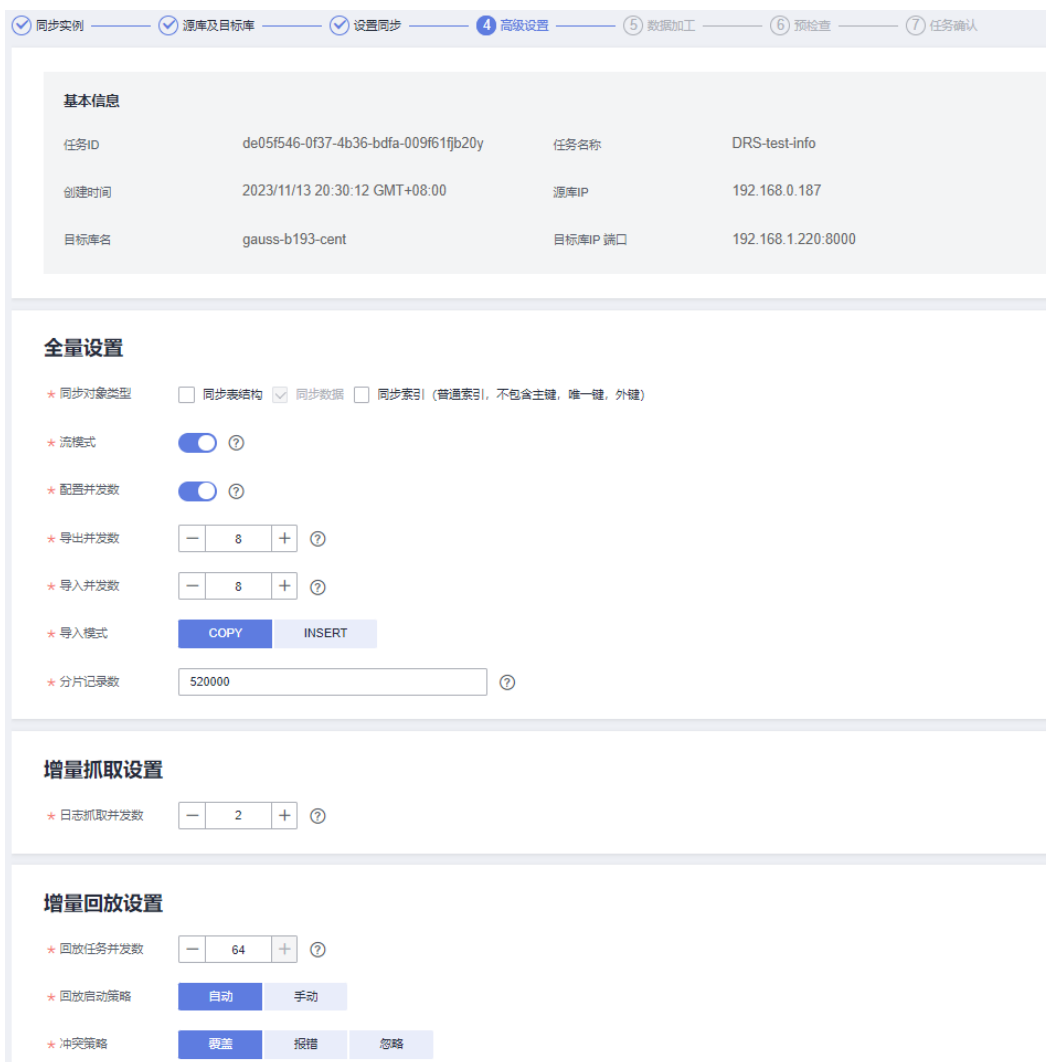 同步实例 源库及目标库 设置同步 4 高级设置 5 数据加工 6 预检查 7 任务确认
基本信息
任务ID de05f546-0f37-4b36-bdfa-009f61fjb20y 任务名称 DRS-test-info
创建时间 2023/11/13 20:30:12 GMT+08:00 源库IP 192.168.0.187
目标库名 gauss-b193-cent 目标库IP 端口 192.168.1.220:8000
全量设置
* 同步对象类型 同步表结构 同步数据 同步索引（普通索引，不包含主键，唯一键，外键）
* 流模式 ?
* 配置并发数 ?
* 导出并发数 − 8 + ?
* 导入并发数 − 8 + ?
* 导入模式 COPY INSERT
* 分片记录数 520000 ?
增量抓取设置
* 日志抓取并发数 − 2 + ?
增量回放设置
* 回放任务并发数 − 64 + ?
* 回放启动策略 自动 手动
* 冲突策略 覆盖 报错 忽略